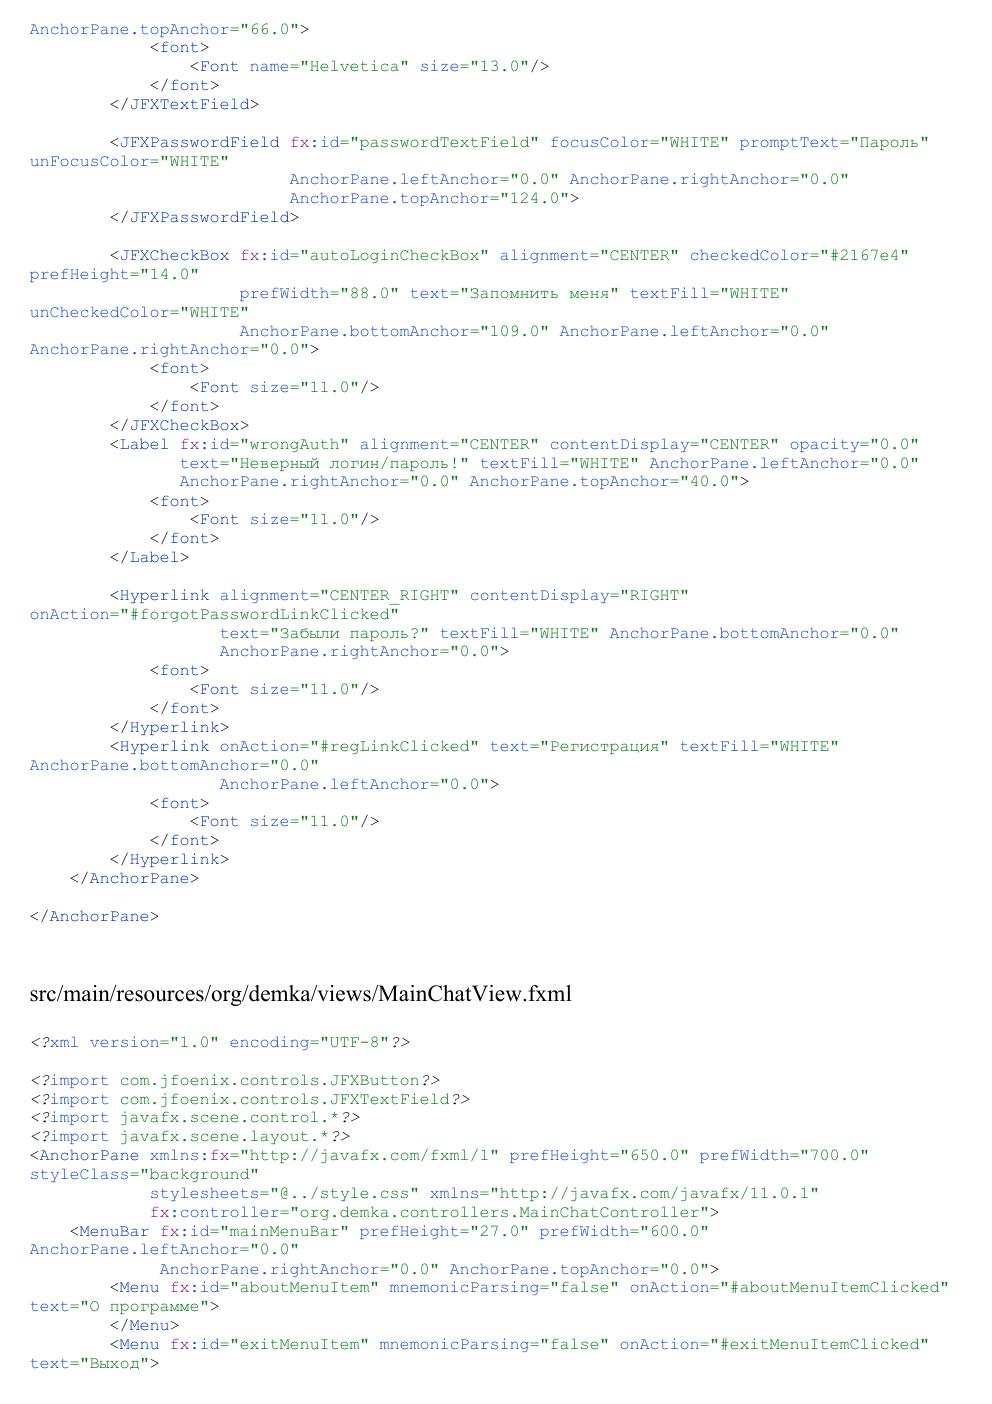 AnchorPane.topAnchor="66.0">
            <font>
                <Font name="Helvetica" size="13.0"/>
            </font>
        </JFXTextField>

        <JFXPasswordField fx:id="passwordTextField" focusColor="WHITE" promptText="Пароль"
unFocusColor="WHITE"
                          AnchorPane.leftAnchor="0.0" AnchorPane.rightAnchor="0.0"
                          AnchorPane.topAnchor="124.0">
        </JFXPasswordField>

        <JFXCheckBox fx:id="autoLoginCheckBox" alignment="CENTER" checkedColor="#2167e4"
prefHeight="14.0"
                     prefWidth="88.0" text="Запомнить меня" textFill="WHITE"
unCheckedColor="WHITE"
                     AnchorPane.bottomAnchor="109.0" AnchorPane.leftAnchor="0.0"
AnchorPane.rightAnchor="0.0">
            <font>
                <Font size="11.0"/>
            </font>
        </JFXCheckBox>
        <Label fx:id="wrongAuth" alignment="CENTER" contentDisplay="CENTER" opacity="0.0"
               text="Неверный логин/пароль!" textFill="WHITE" AnchorPane.leftAnchor="0.0"
               AnchorPane.rightAnchor="0.0" AnchorPane.topAnchor="40.0">
            <font>
                <Font size="11.0"/>
            </font>
        </Label>

        <Hyperlink alignment="CENTER_RIGHT" contentDisplay="RIGHT"
onAction="#forgotPasswordLinkClicked"
                   text="Забыли пароль?" textFill="WHITE" AnchorPane.bottomAnchor="0.0"
                   AnchorPane.rightAnchor="0.0">
            <font>
                <Font size="11.0"/>
            </font>
        </Hyperlink>
        <Hyperlink onAction="#regLinkClicked" text="Регистрация" textFill="WHITE"
AnchorPane.bottomAnchor="0.0"
                   AnchorPane.leftAnchor="0.0">
            <font>
                <Font size="11.0"/>
            </font>
        </Hyperlink>
    </AnchorPane>

</AnchorPane>

src/main/resources/org/demka/views/MainChatView.fxml

<?xml version="1.0" encoding="UTF-8"?>

<?import com.jfoenix.controls.JFXButton?>
<?import com.jfoenix.controls.JFXTextField?>
<?import javafx.scene.control.*?>
<?import javafx.scene.layout.*?>
<AnchorPane xmlns:fx="http://javafx.com/fxml/1" prefHeight="650.0" prefWidth="700.0"
styleClass="background"
            stylesheets="@../style.css" xmlns="http://javafx.com/javafx/11.0.1"
            fx:controller="org.demka.controllers.MainChatController">
    <MenuBar fx:id="mainMenuBar" prefHeight="27.0" prefWidth="600.0"
AnchorPane.leftAnchor="0.0"
             AnchorPane.rightAnchor="0.0" AnchorPane.topAnchor="0.0">
        <Menu fx:id="aboutMenuItem" mnemonicParsing="false" onAction="#aboutMenuItemClicked"
text="О программе">
        </Menu>
        <Menu fx:id="exitMenuItem" mnemonicParsing="false" onAction="#exitMenuItemClicked"
text="Выход">